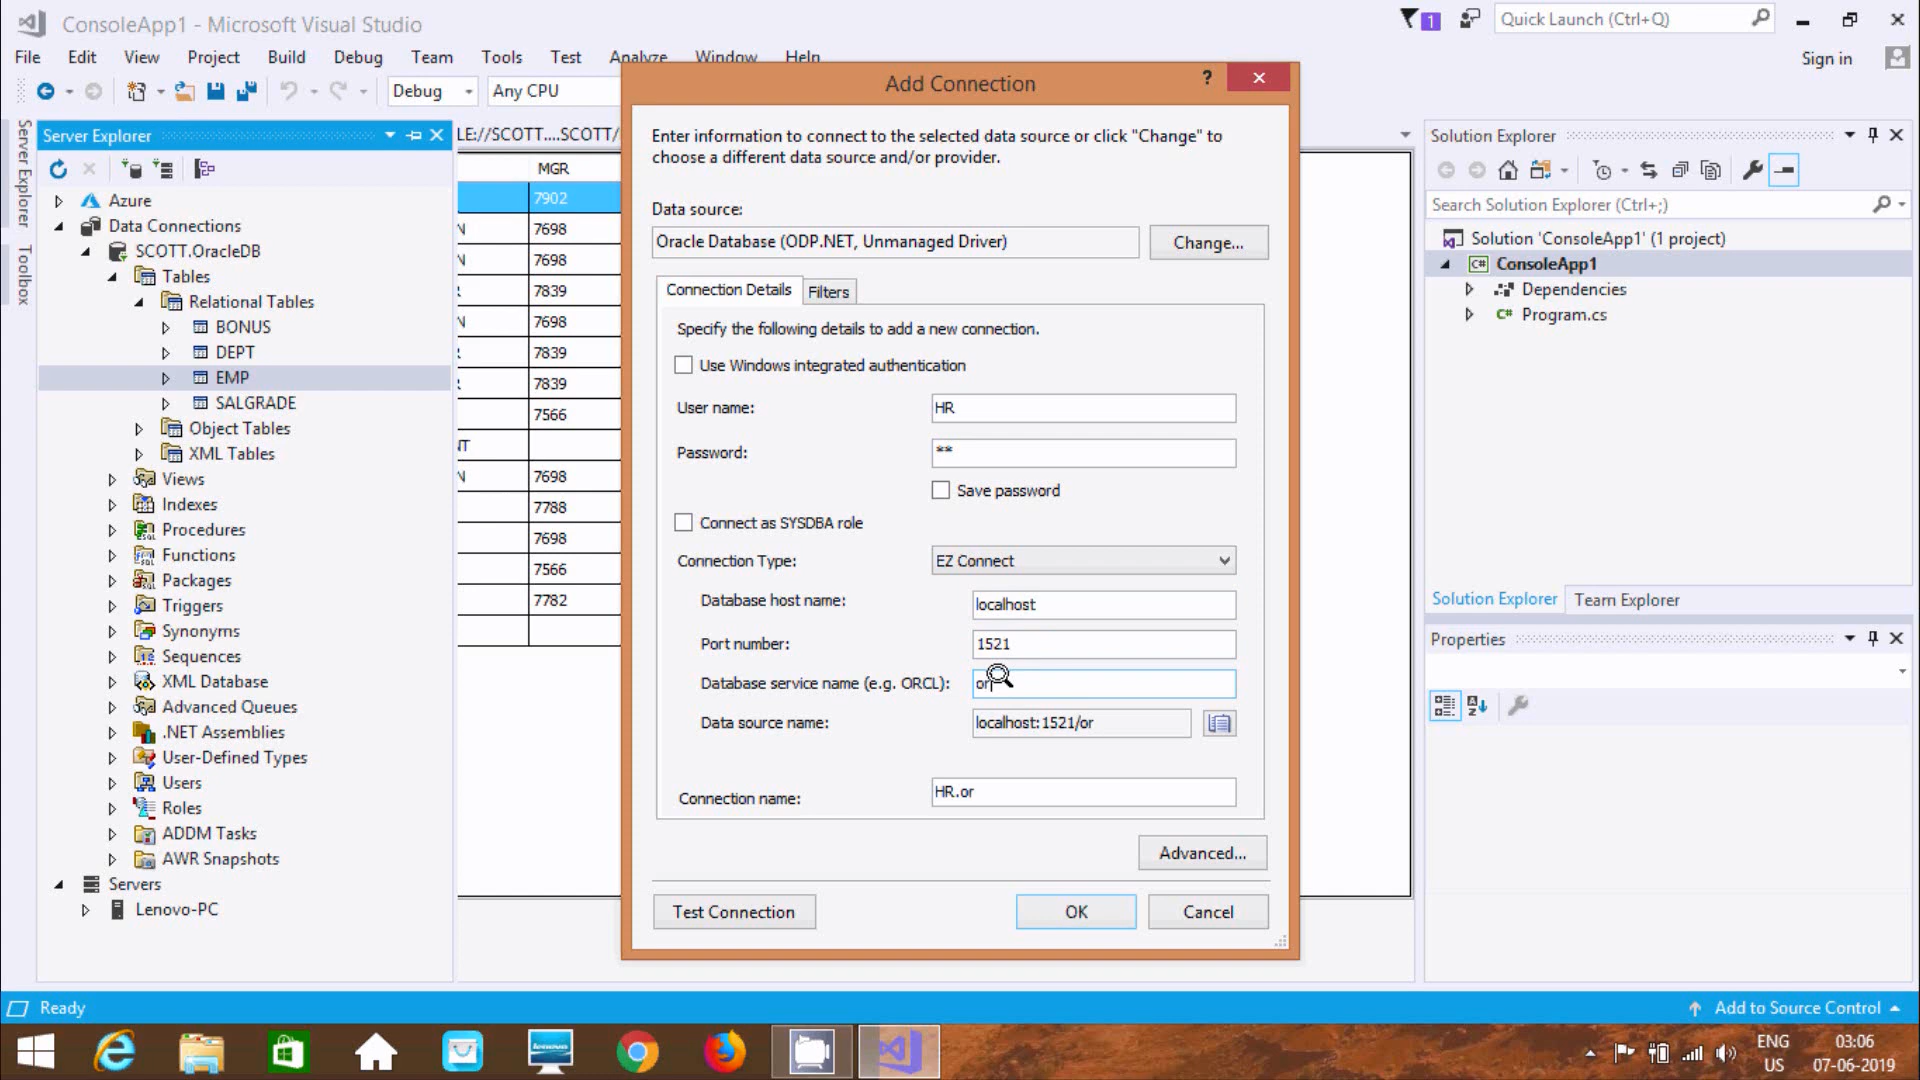 ConsoleApp1 - Microsoft Visual Studio
1
Quick Launch (Ctrl+Q)
File Edit View Project Build Debug Team Tools Test Analyze Window Help
Sign in
Debug Any CPU
Server Explorer
Toolbox
Server Explorer
Azure
Data Connections
SCOTT.OracleDB
Tables
Relational Tables
BONUS
DEPT
EMP
SALGRADE
Object Tables
XML Tables
Views
Indexes
Procedures
Functions
Packages
Triggers
Synonyms
Sequences
XML Database
Advanced Queues
.NET Assemblies
User-Defined Types
Users
Roles
ADDM Tasks
AWR Snapshots
Servers
Lenovo-PC
LE://SCOTT....SCOTT/
MGR
7902
N 7698
N 7698
7839
N 7698
7839
7839
7566
NT
N 7698
7788
7698
7566
7782
Add Connection
?
Enter information to connect to the selected data source or click "Change" to
choose a different data source and/or provider.
Data source:
Oracle Database (ODP.NET, Unmanaged Driver)
Change...
Connection Details Filters
Specify the following details to add a new connection.
Use Windows integrated authentication
User name: HR
Password: **
Save password
Connect as SYSDBA role
Connection Type: EZ Connect
Database host name: localhost
Port number: 1521
Database service name (e.g. ORCL): or
Data source name: localhost:1521/or
Connection name: HR.or
Advanced...
Test Connection OK Cancel
Solution Explorer
Search Solution Explorer (Ctrl+;)
Solution 'ConsoleApp1' (1 project)
C# ConsoleApp1
Dependencies
C# Program.cs
Solution Explorer Team Explorer
Properties
Ready
Add to Source Control
ENG
US
03:06
07-06-2019